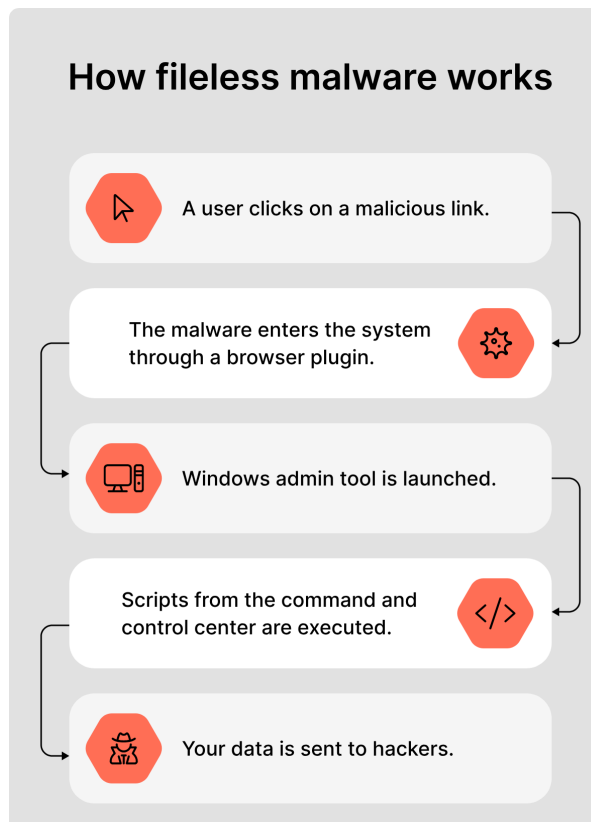 How fileless malware works
A user clicks on a malicious link.
The malware enters the system
through a browser plugin.
Windows admin tool is launched.
Scripts from the command and
control center are executed.
Your data is sent to hackers.